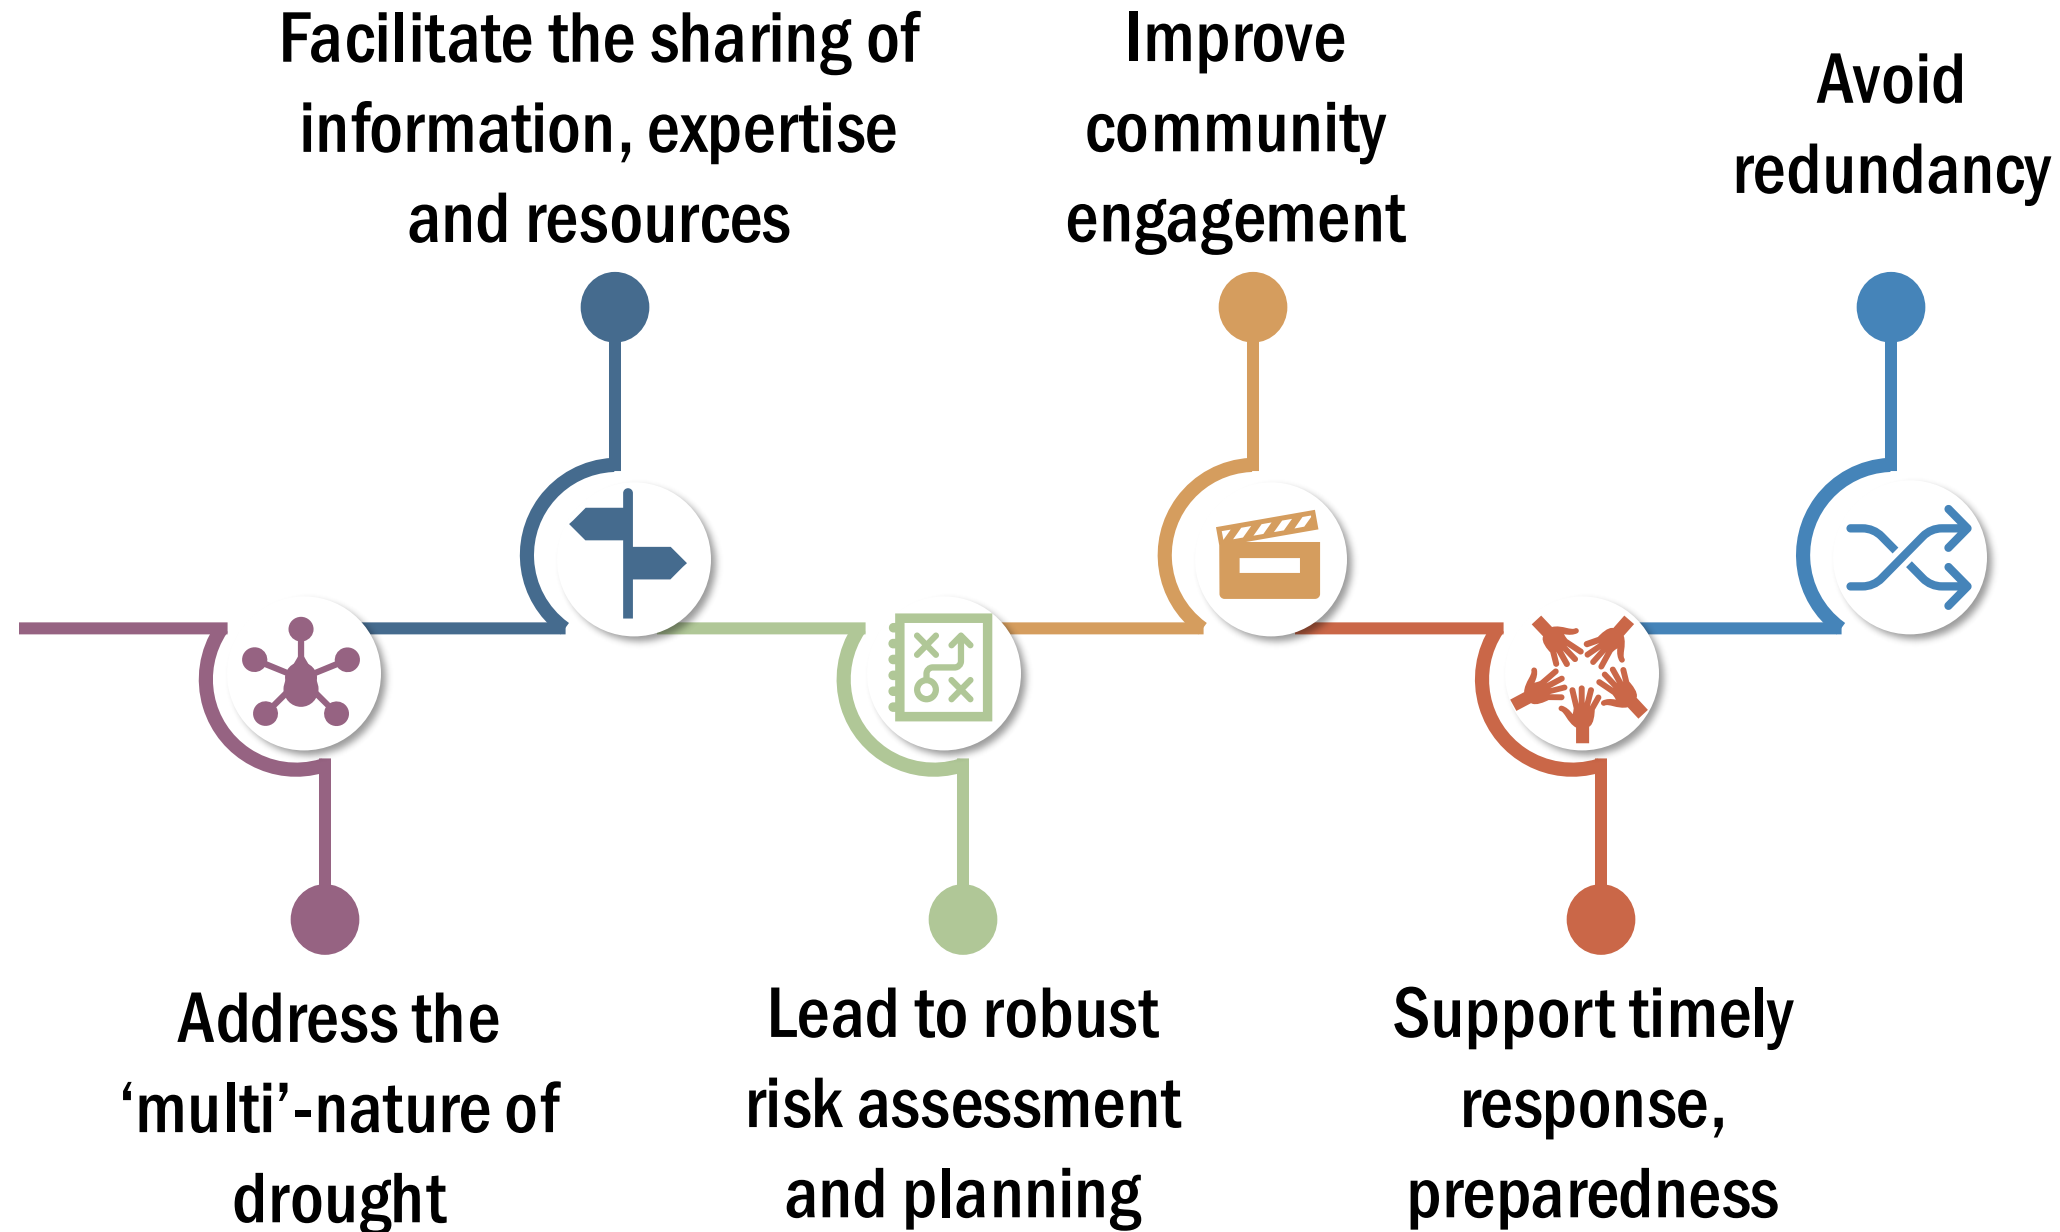 Facilitate the sharing of
information, expertise
and resources
Improve
community
engagement
Avoid
redundancy
Address the
‘multi’-nature of
drought
Lead to robust
risk assessment
and planning
Support timely
response,
preparedness